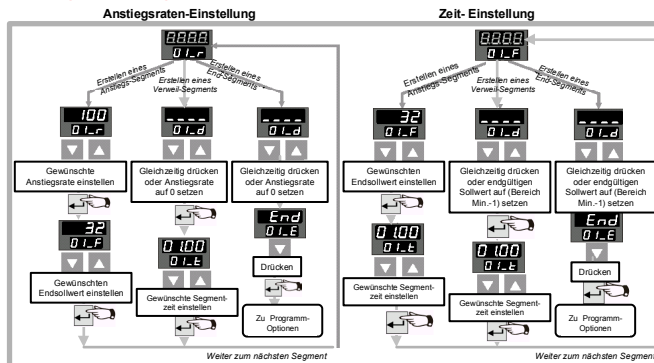 Anstiegsraten-Einstellung
8888
01_r
Erstellen eines
Anstiegs-Segments
Erstellen eines
Verweil-Segments
Erstellen eines
End-Segments
100
01_r
_ _ _ _
01_d
_ _ _ _
01_d
Gewünschte
Anstiegsrate einstellen
Gleichzeitig drücken
oder Anstiegsrate
auf 0 setzen
Gleichzeitig drücken
oder Anstiegsrate
auf 0 setzen
32
01_F
01.00
01_t
End
01_E
Gewünschten
Endsollwert einstellen
Gewünschte Segment-
zeit einstellen
Drücken
Zu Programm-
Optionen
Weiter zum nächsten Segment
Zeit- Einstellung
8888
01_F
Erstellen eines
Anstiegs-Segments
Erstellen eines
Verweil-Segments
Erstellen eines
End-Segments
32
01_F
_ _ _ _
01_d
_ _ _ _
01_d
Gewünschten
Endsollwert einstellen
Gleichzeitig drücken
oder endgültigen
Sollwert auf (Bereich
Min.-1) setzen
Gleichzeitig drücken
oder endgültigen
Sollwert auf (Bereich
Min.-1) setzen
01.00
01_t
01.00
01_t
End
01_E
Gewünschte Segment-
zeit einstellen
Gewünschte Segment-
zeit einstellen
Drücken
Zu Programm-
Optionen
Weiter zum nächsten Segment